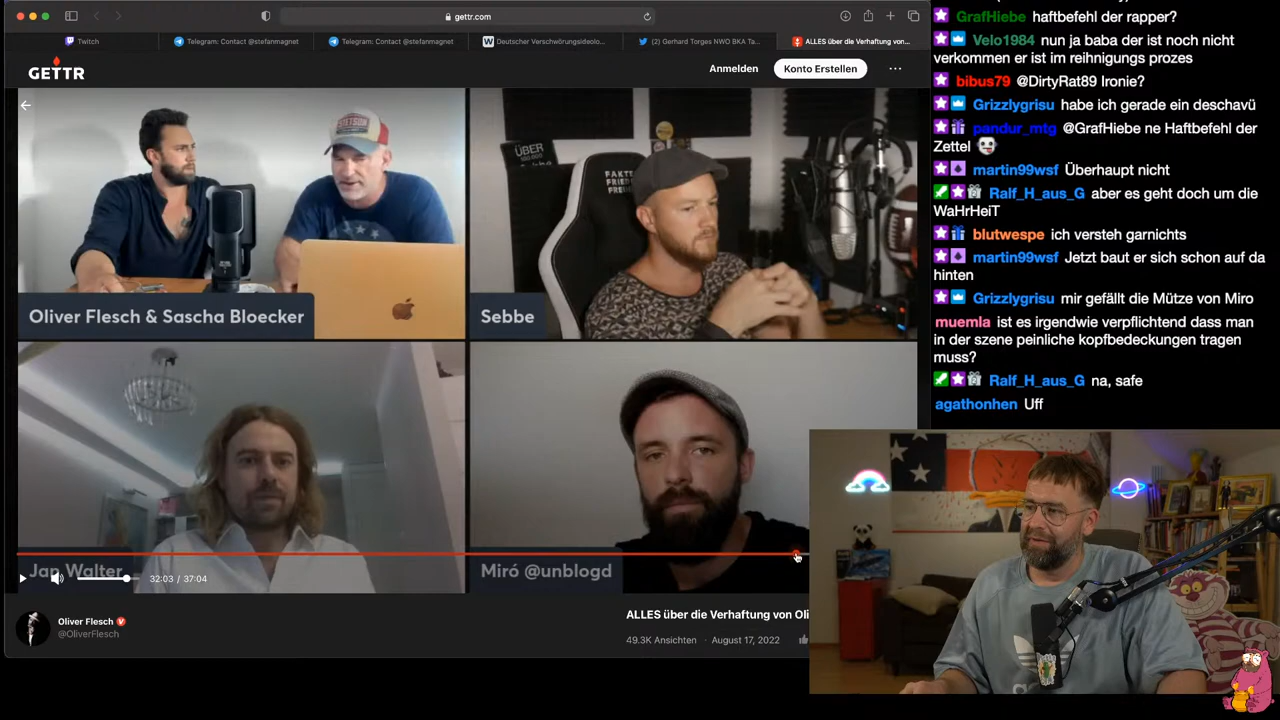 gettr.com
Twitch
Telegram: Contact @stefanmagnet
Telegram: Contact @stefanmagnet
Deutscher Verschwörungsideolo...
(2) Gerhard Torges NWO BKA Ta...
ALLES über die Verhaftung von...
GETTR
Anmelden
Konto Erstellen
ÜBER
FAKTEN
FRIEDE
FREU
STETSON
Oliver Flesch & Sascha Bloecker
Sebbe
Jan Walter
Miró @unblogd
32:03 / 37:04
Oliver Flesch
@OliverFlesch
ALLES über die Verhaftung von Oli
49.3K Ansichten · August 17, 2022
GrafHiebe haftbefehl der rapper?
Velo1984 nun ja baba der ist noch nicht
verkommen er ist im reihnigungs prozes
bibus79 @DirtyRat89 Ironie?
Grizzlygrisu habe ich gerade ein deschavü
pandur_mtg @GrafHiebe ne Haftbefehl der
Zettel
martin99wsf Überhaupt nicht
Ralf_H_aus_G aber es geht doch um die
WaHrHeiT
blutwespe ich versteh garnichts
martin99wsf Jetzt baut er sich schon auf da
hinten
Grizzlygrisu mir gefällt die Mütze von Miro
muemla ist es irgendwie verpflichtend dass man
in der szene peinliche kopfbedeckungen tragen
muss?
Ralf_H_aus_G na, safe
agathonhen Uff
adidas